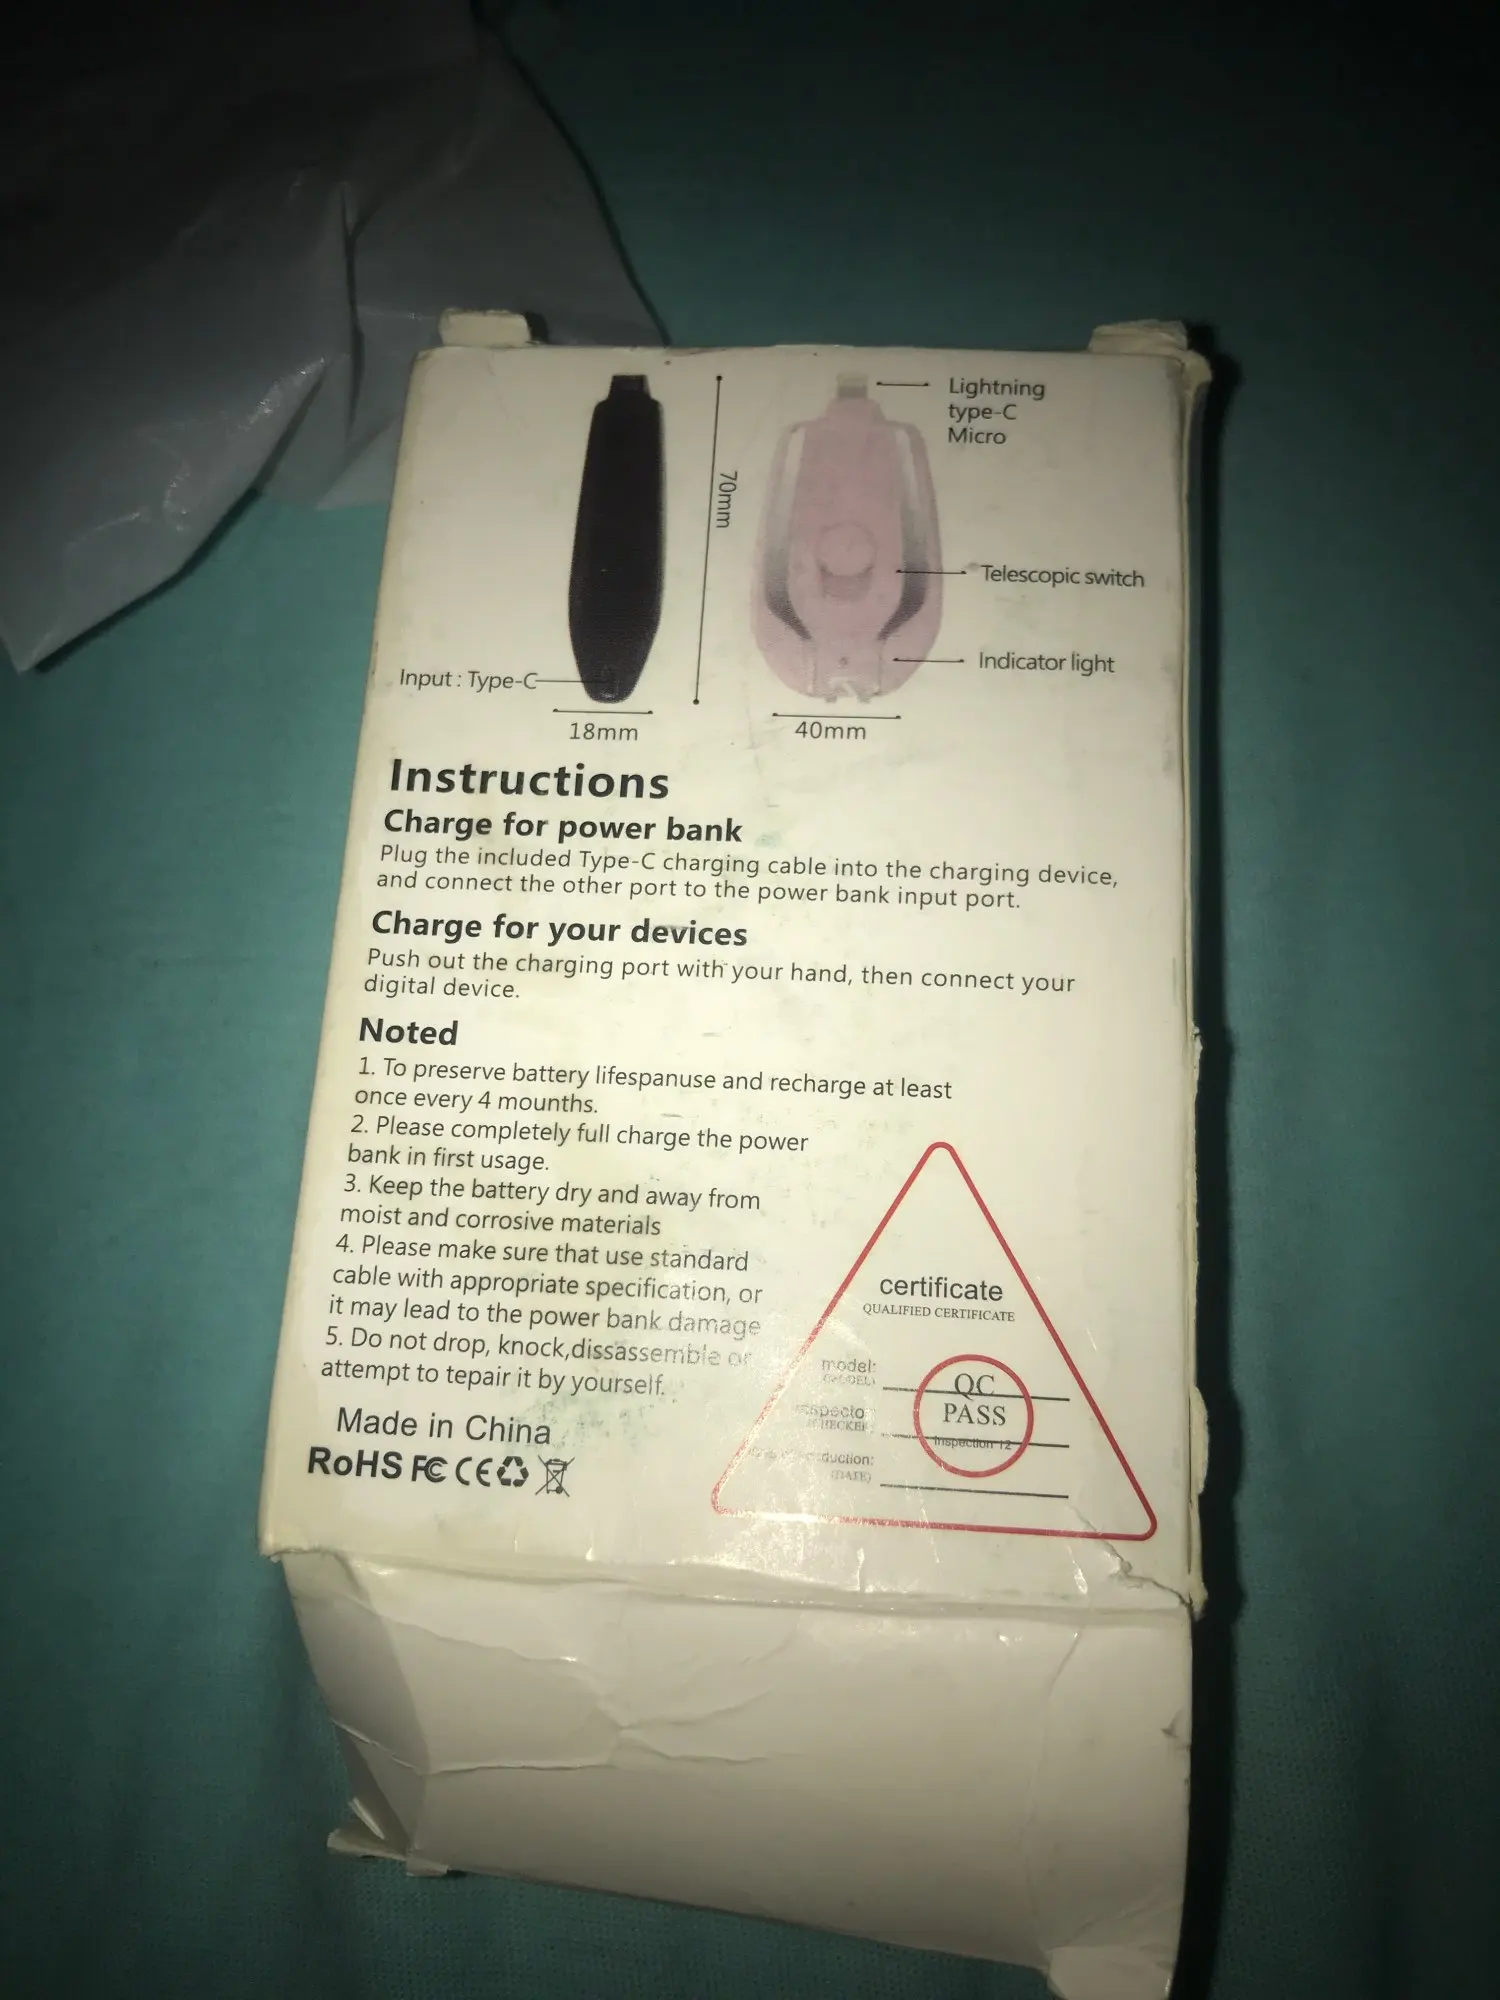 Lightning
type-C
Micro
70mm
Telescopic switch
Indicator light
Input : Type-C
18mm
40mm
Instructions
Charge for power bank
Plug the included Type-C charging cable into the charging device,
and connect the other port to the power bank input port.
Charge for your devices
Push out the charging port with your hand, then connect your
digital device.
Noted
1. To preserve battery lifespanuse and recharge at least
once every 4 mounths.
2. Please completely full charge the power
bank in first usage.
3. Keep the battery dry and away from
moist and corrosive materials
4. Please make sure that use standard
cable with appropriate specification, or
it may lead to the power bank damage
5. Do not drop, knock,dissassemble or
attempt to tepair it by yourself.
Made in China
RoHS FC CE
certificate
QUALIFIED CERTIFICATE
model:
QC
PASS
Inspection 12
(DATE)